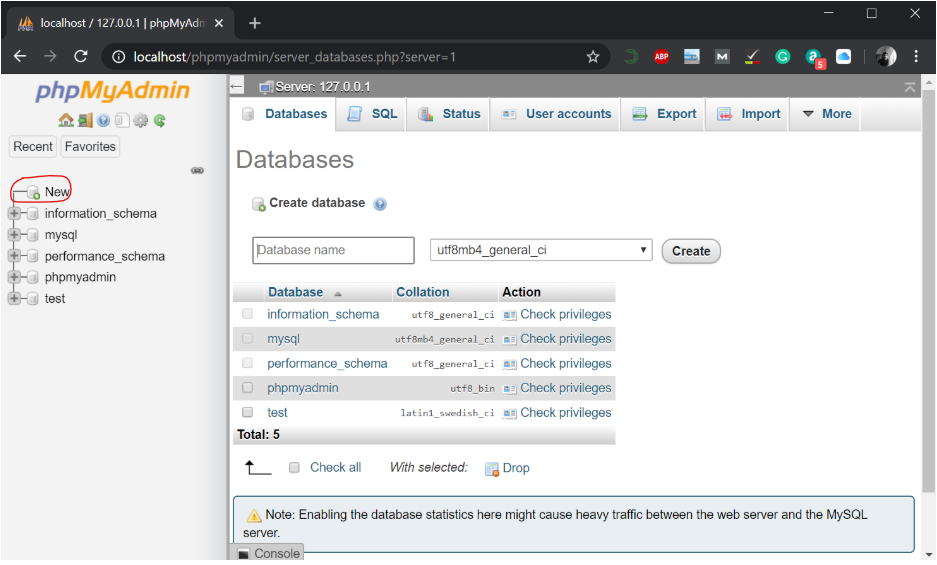 localhost / 127.0.0.1 | phpMyAdm
localhost/phpmyadmin/server_databases.php?server=1
ABP
M
G
a
5
phpMyAdmin
Server: 127.0.0.1
Databases SQL Status User accounts Export Import More
Recent Favorites
New
information_schema
mysql
performance_schema
phpmyadmin
test
Databases
Create database
Database name utf8mb4_general_ci Create
Database Collation Action
information_schema utf8_general_ci Check privileges
mysql utf8mb4_general_ci Check privileges
performance_schema utf8_general_ci Check privileges
phpmyadmin utf8_bin Check privileges
test latin1_swedish_ci Check privileges
Total: 5
Check all With selected: Drop
Note: Enabling the database statistics here might cause heavy traffic between the web server and the MySQL
server.
Console